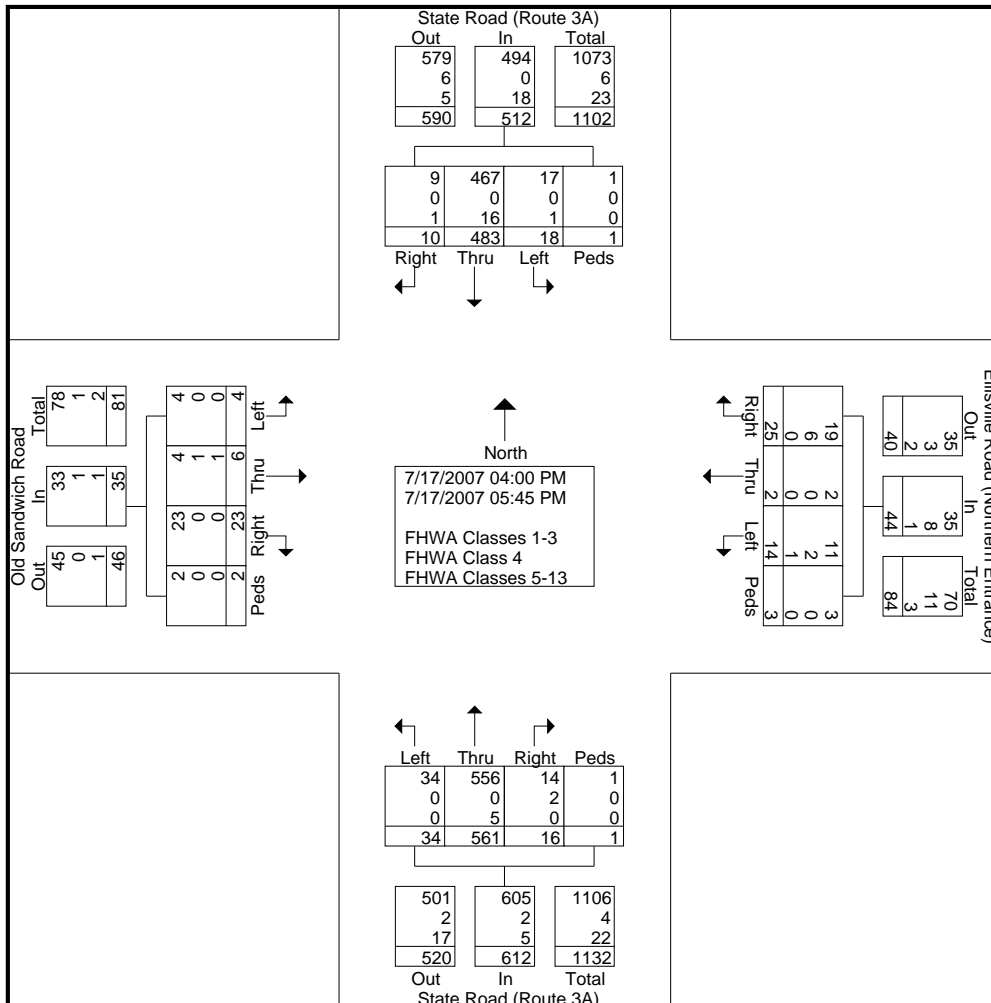 State Road (Route 3A)
Out In Total
579 494 1073
6 0 6
5 18 23
590 512 1102
9 467 17 1
0 0 0 0
1 16 1 0
10 483 18 1
Right Thru Left Peds
Old Sandwich Road
Total In Out
78 1 2 81
33 1 1 35
45 0 1 46
4 0 0 4
4 1 1 6
23 0 0 23
2 0 0 2
Left Thru Right Peds
North
7/17/2007 04:00 PM
7/17/2007 05:45 PM
FHWA Classes 1-3
FHWA Class 4
FHWA Classes 5-13
Right Thru Left Peds
19 6 0 25
2 0 0 2
11 2 1 14
3 0 0 3
35 3 2 40
35 8 1 44
70 11 3 84
Out In Total
Ellisville Road (Northern Entrance)
Left Thru Right Peds
34 556 14 1
0 0 2 0
0 5 0 0
34 561 16 1
501 605 1106
2 2 4
17 5 22
520 612 1132
Out In Total
State Road (Route 3A)